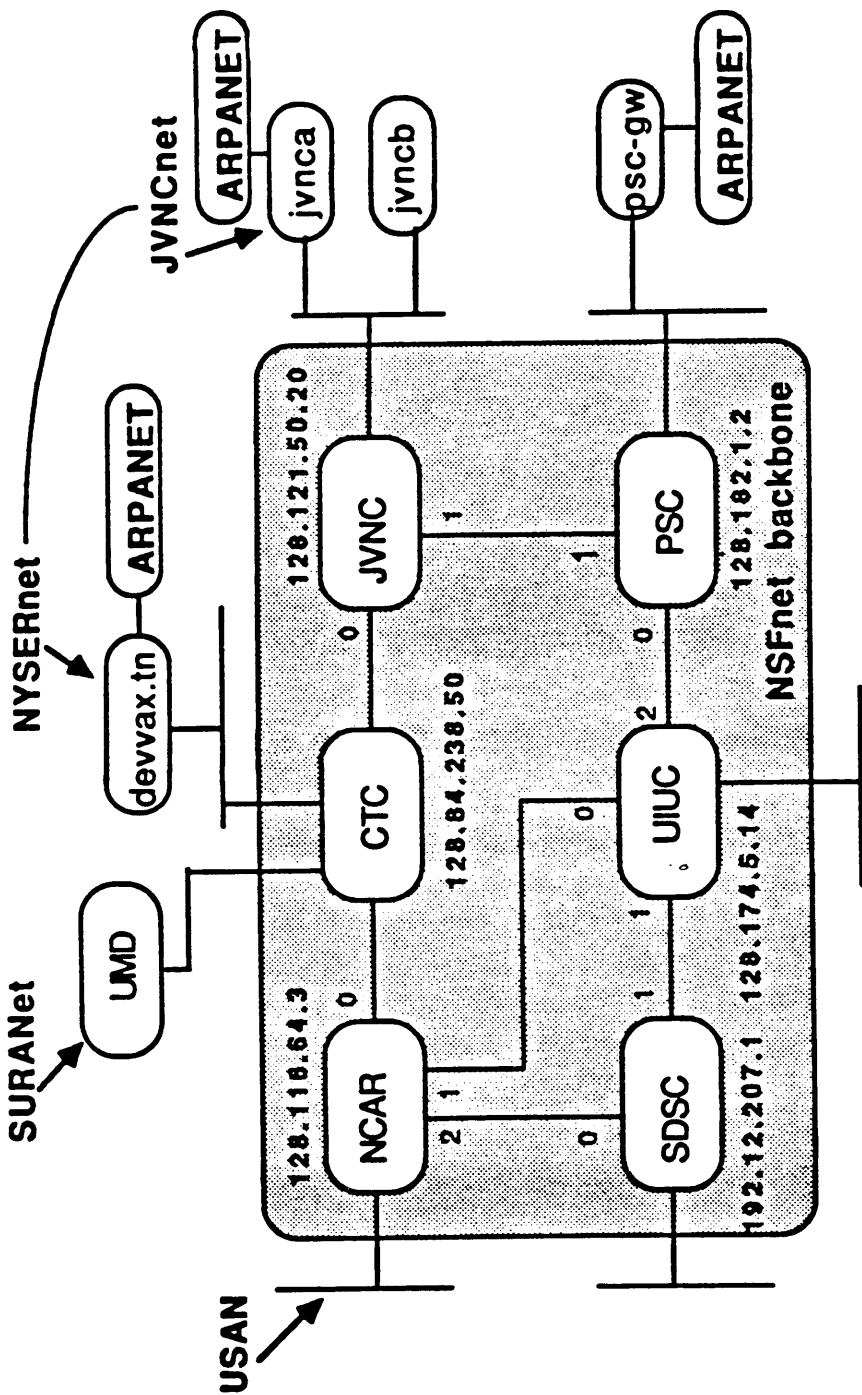 SURANet
NYSERnet
JVNCnet
UMD
devvax.tn
ARPANET
ARPANET
jvnca
jvncb
USAN
128.116.64.3
128.121.50.20
NCAR
0
CTC
0
JVNC
2
1
1
128.84.238.50
0
0
1
SDSC
1
1
UIUC
2
0
PSC
psc-gw
ARPANET
192.12.207.1
128.174.5.14
128.182.1.2
NSFnet backbone